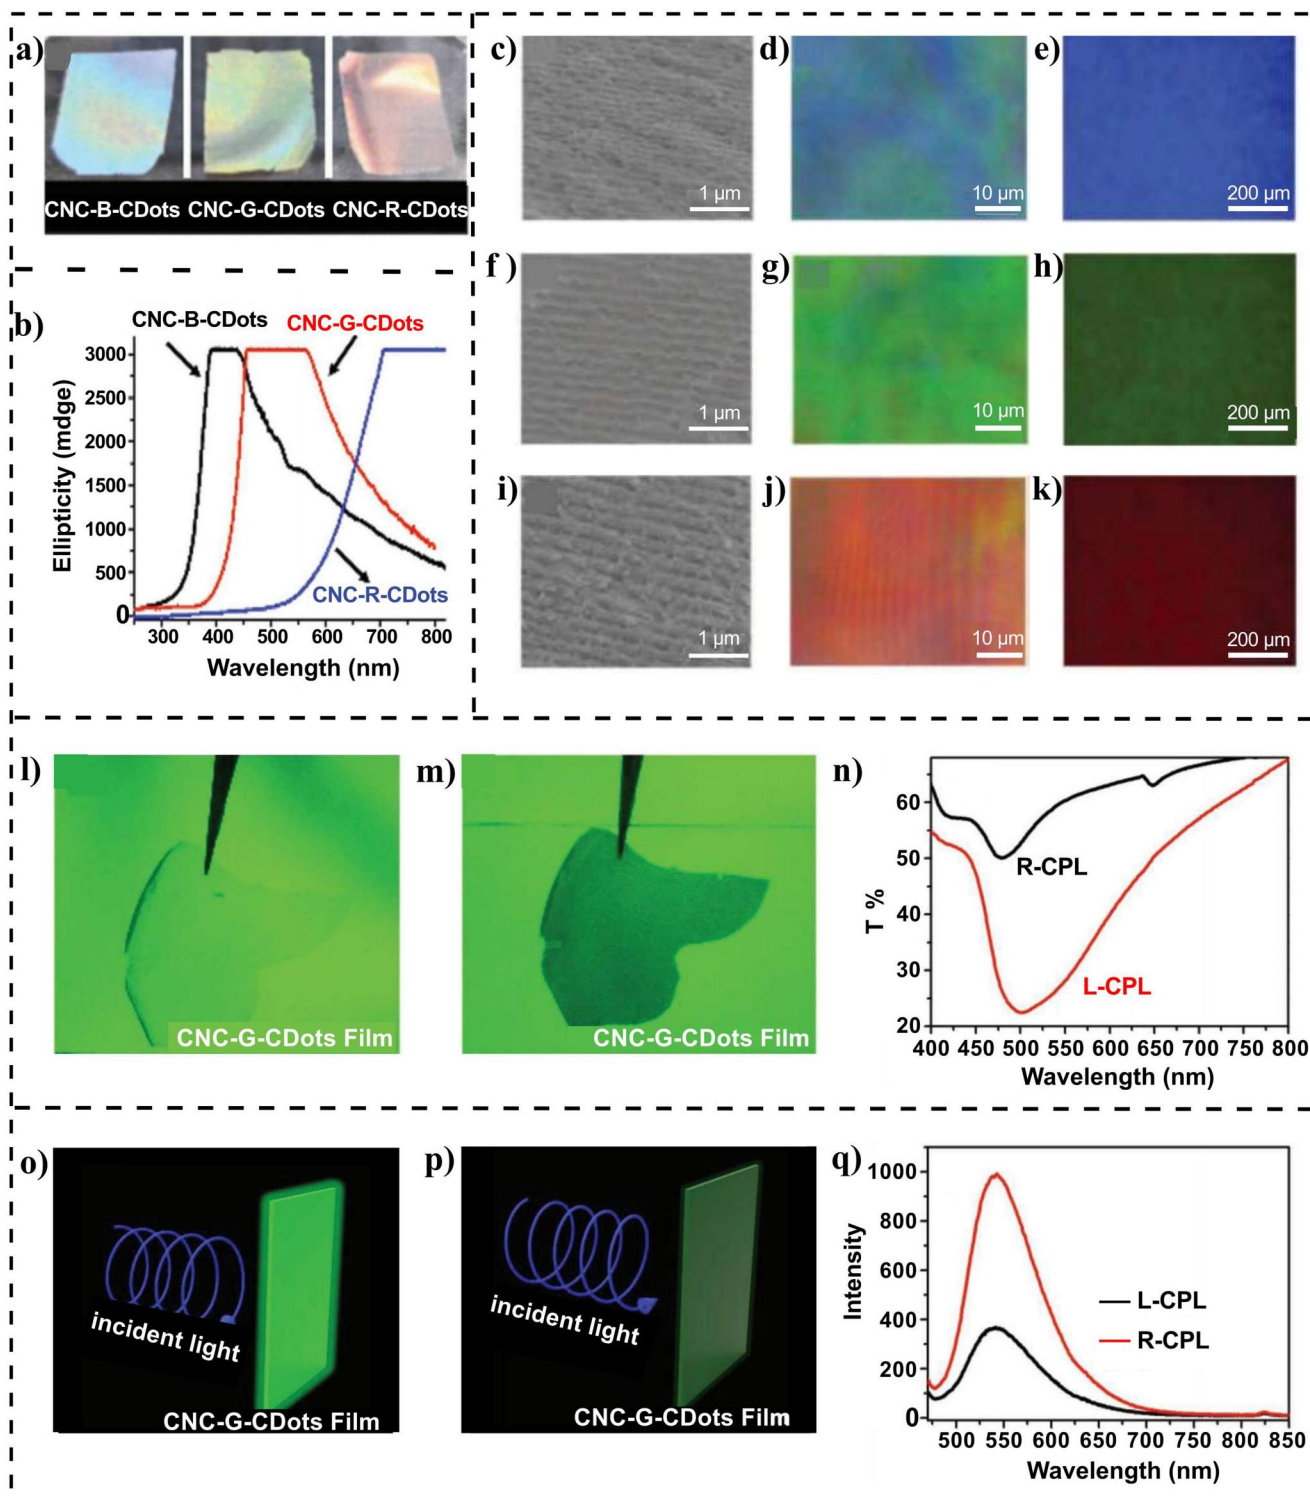 a)
CNC-B-CDots CNC-G-CDots CNC-R-CDots
b)
CNC-B-CDots
CNC-G-CDots
CNC-R-CDots
Ellipticity (mdge)
3000
2500
2000
1500
1000
500
0
300 400 500 600 700 800
Wavelength (nm)
c)
1 µm
d)
10 µm
e)
200 µm
f )
1 µm
g)
10 µm
h)
200 µm
i)
1 µm
j)
10 µm
k)
200 µm
l)
CNC-G-CDots Film
m)
CNC-G-CDots Film
n)
T %
60
50
40
30
20
R-CPL
L-CPL
400 450 500 550 600 650 700 750 800
Wavelength (nm)
o)
incident light
CNC-G-CDots Film
p)
incident light
CNC-G-CDots Film
q)
Intensity
1000
800
600
400
200
0
L-CPL
R-CPL
500 550 600 650 700 750 800 850
Wavelength (nm)